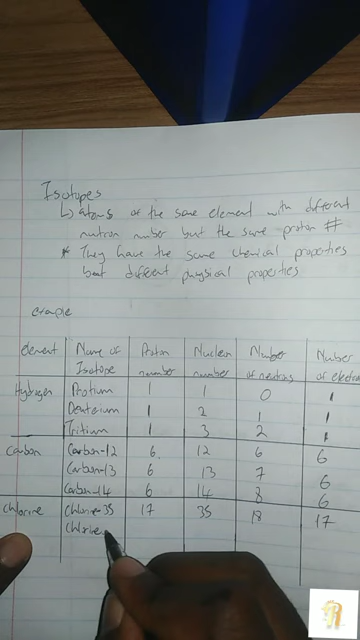 Isotopes
↳ atoms of the same element with different
nutron number but the same proton #
* They have the same chemical properties
but different physical properties
example
element Name of Isotope Proton number Nucleon number Number of neutrons Number of electro
Hydrogen Protium 1 1 0 1
Deuterium 1 2 1 1
Tritium 1 3 2 1
Carbon Carbon-12 6 12 6 6
Carbon-13 6 13 7 6
Carbon-14 6 14 8 6
Chlorine Chlorine-35 17 35 18 17
Chlorine